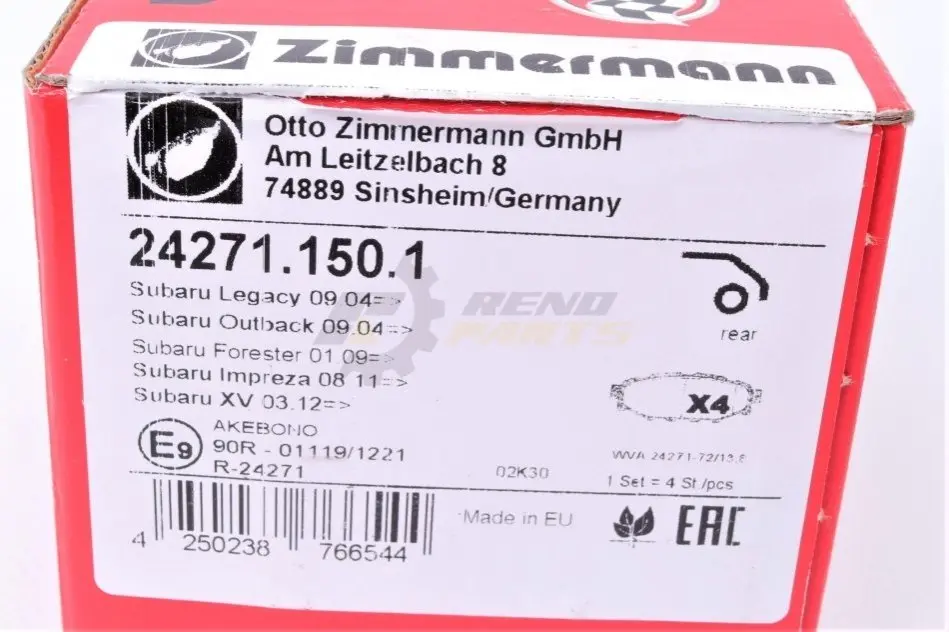 Zimmermann
Otto Zimmermann GmbH
Am Leitzelbach 8
74889 Sinsheim/Germany
24271.150.1
Subaru Legacy 09.04=>
Subaru Outback 09.04=>
Subaru Forester 01.09=>
Subaru Impreza 08.11=>
Subaru XV 03.12=>
RENO
PARTS
rear
X4
E9
AKEBONO
90R - 01119/1221
R-24271
02K30
WVA 24271-72/13,8
1 Set = 4 St./pcs
Made in EU
EAC
4 250238 766544